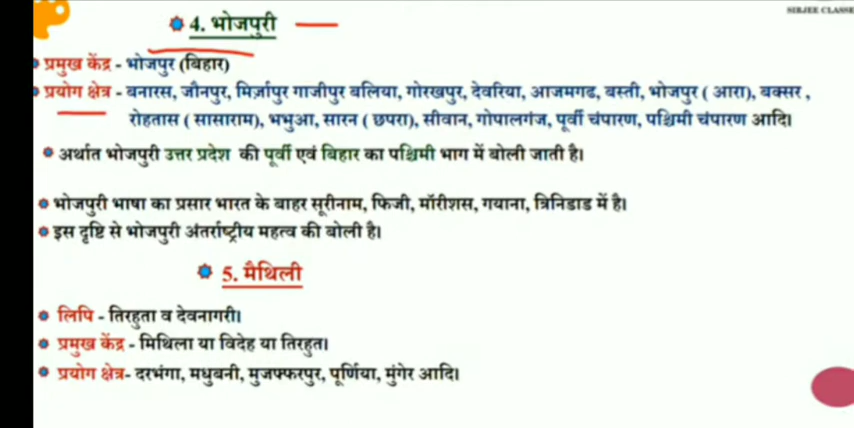 SIRJEE CLASSE
4. भोजपुरी
प्रमुख केंद्र - भोजपुर (बिहार)
प्रयोग क्षेत्र - बनारस, जौनपुर, मिर्ज़ापुर गाजीपुर बलिया, गोरखपुर, देवरिया, आजमगढ, बस्ती, भोजपुर ( आरा), बक्सर ,
रोहतास ( सासाराम), भभुआ, सारन ( छपरा), सीवान, गोपालगंज, पूर्वी चंपारण, पश्चिमी चंपारण आदि।
अर्थात भोजपुरी उत्तर प्रदेश की पूर्वी एवं बिहार का पश्चिमी भाग में बोली जाती है।
भोजपुरी भाषा का प्रसार भारत के बाहर सूरीनाम, फिजी, मॉरीशस, गयाना, त्रिनिडाड में है।
इस दृष्टि से भोजपुरी अंतर्राष्ट्रीय महत्व की बोली है।
5. मैथिली
लिपि - तिरहुता व देवनागरी।
प्रमुख केंद्र - मिथिला या विदेह या तिरहुत।
प्रयोग क्षेत्र- दरभंगा, मधुबनी, मुजफ्फरपुर, पूर्णिया, मुंगेर आदि।